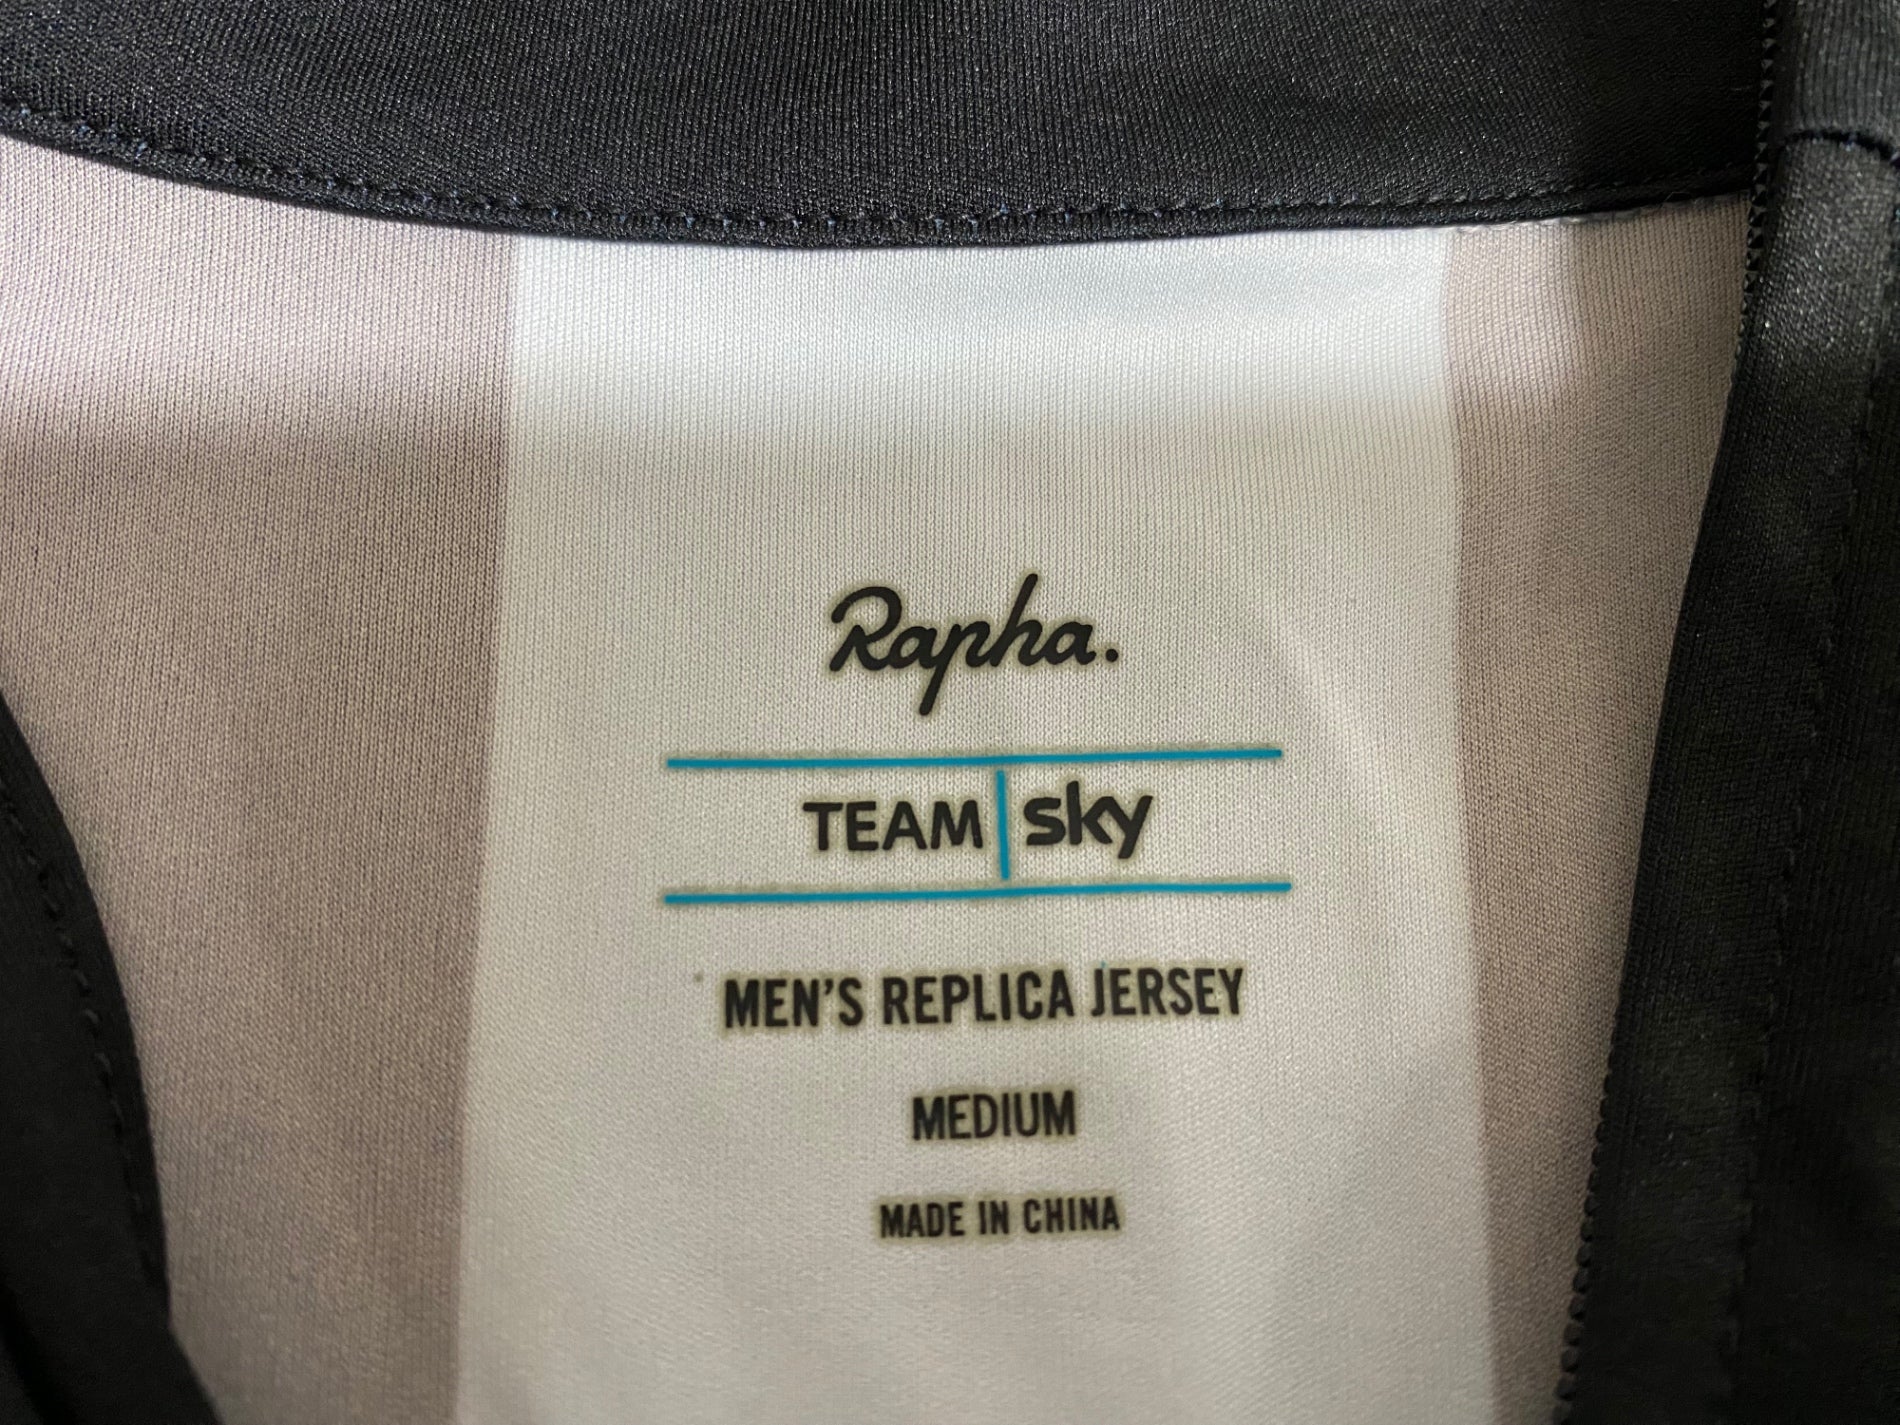 Rapha.
TEAM sky
MEN'S REPLICA JERSEY
MEDIUM
MADE IN CHINA